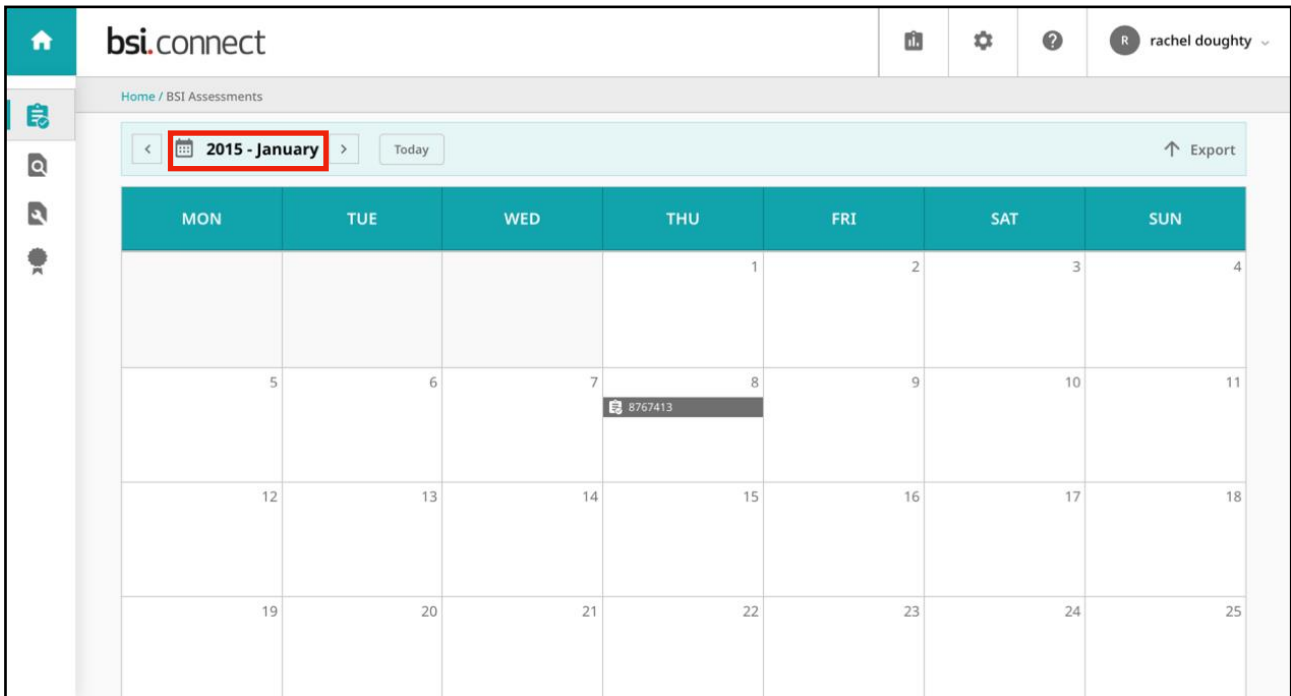 bsi.connect
R rachel doughty
Home / BSI Assessments
2015 - January Today Export
MON TUE WED THU FRI SAT SUN
1 2 3 4
5 6 7 8 9 10 11
8767413
12 13 14 15 16 17 18
19 20 21 22 23 24 25